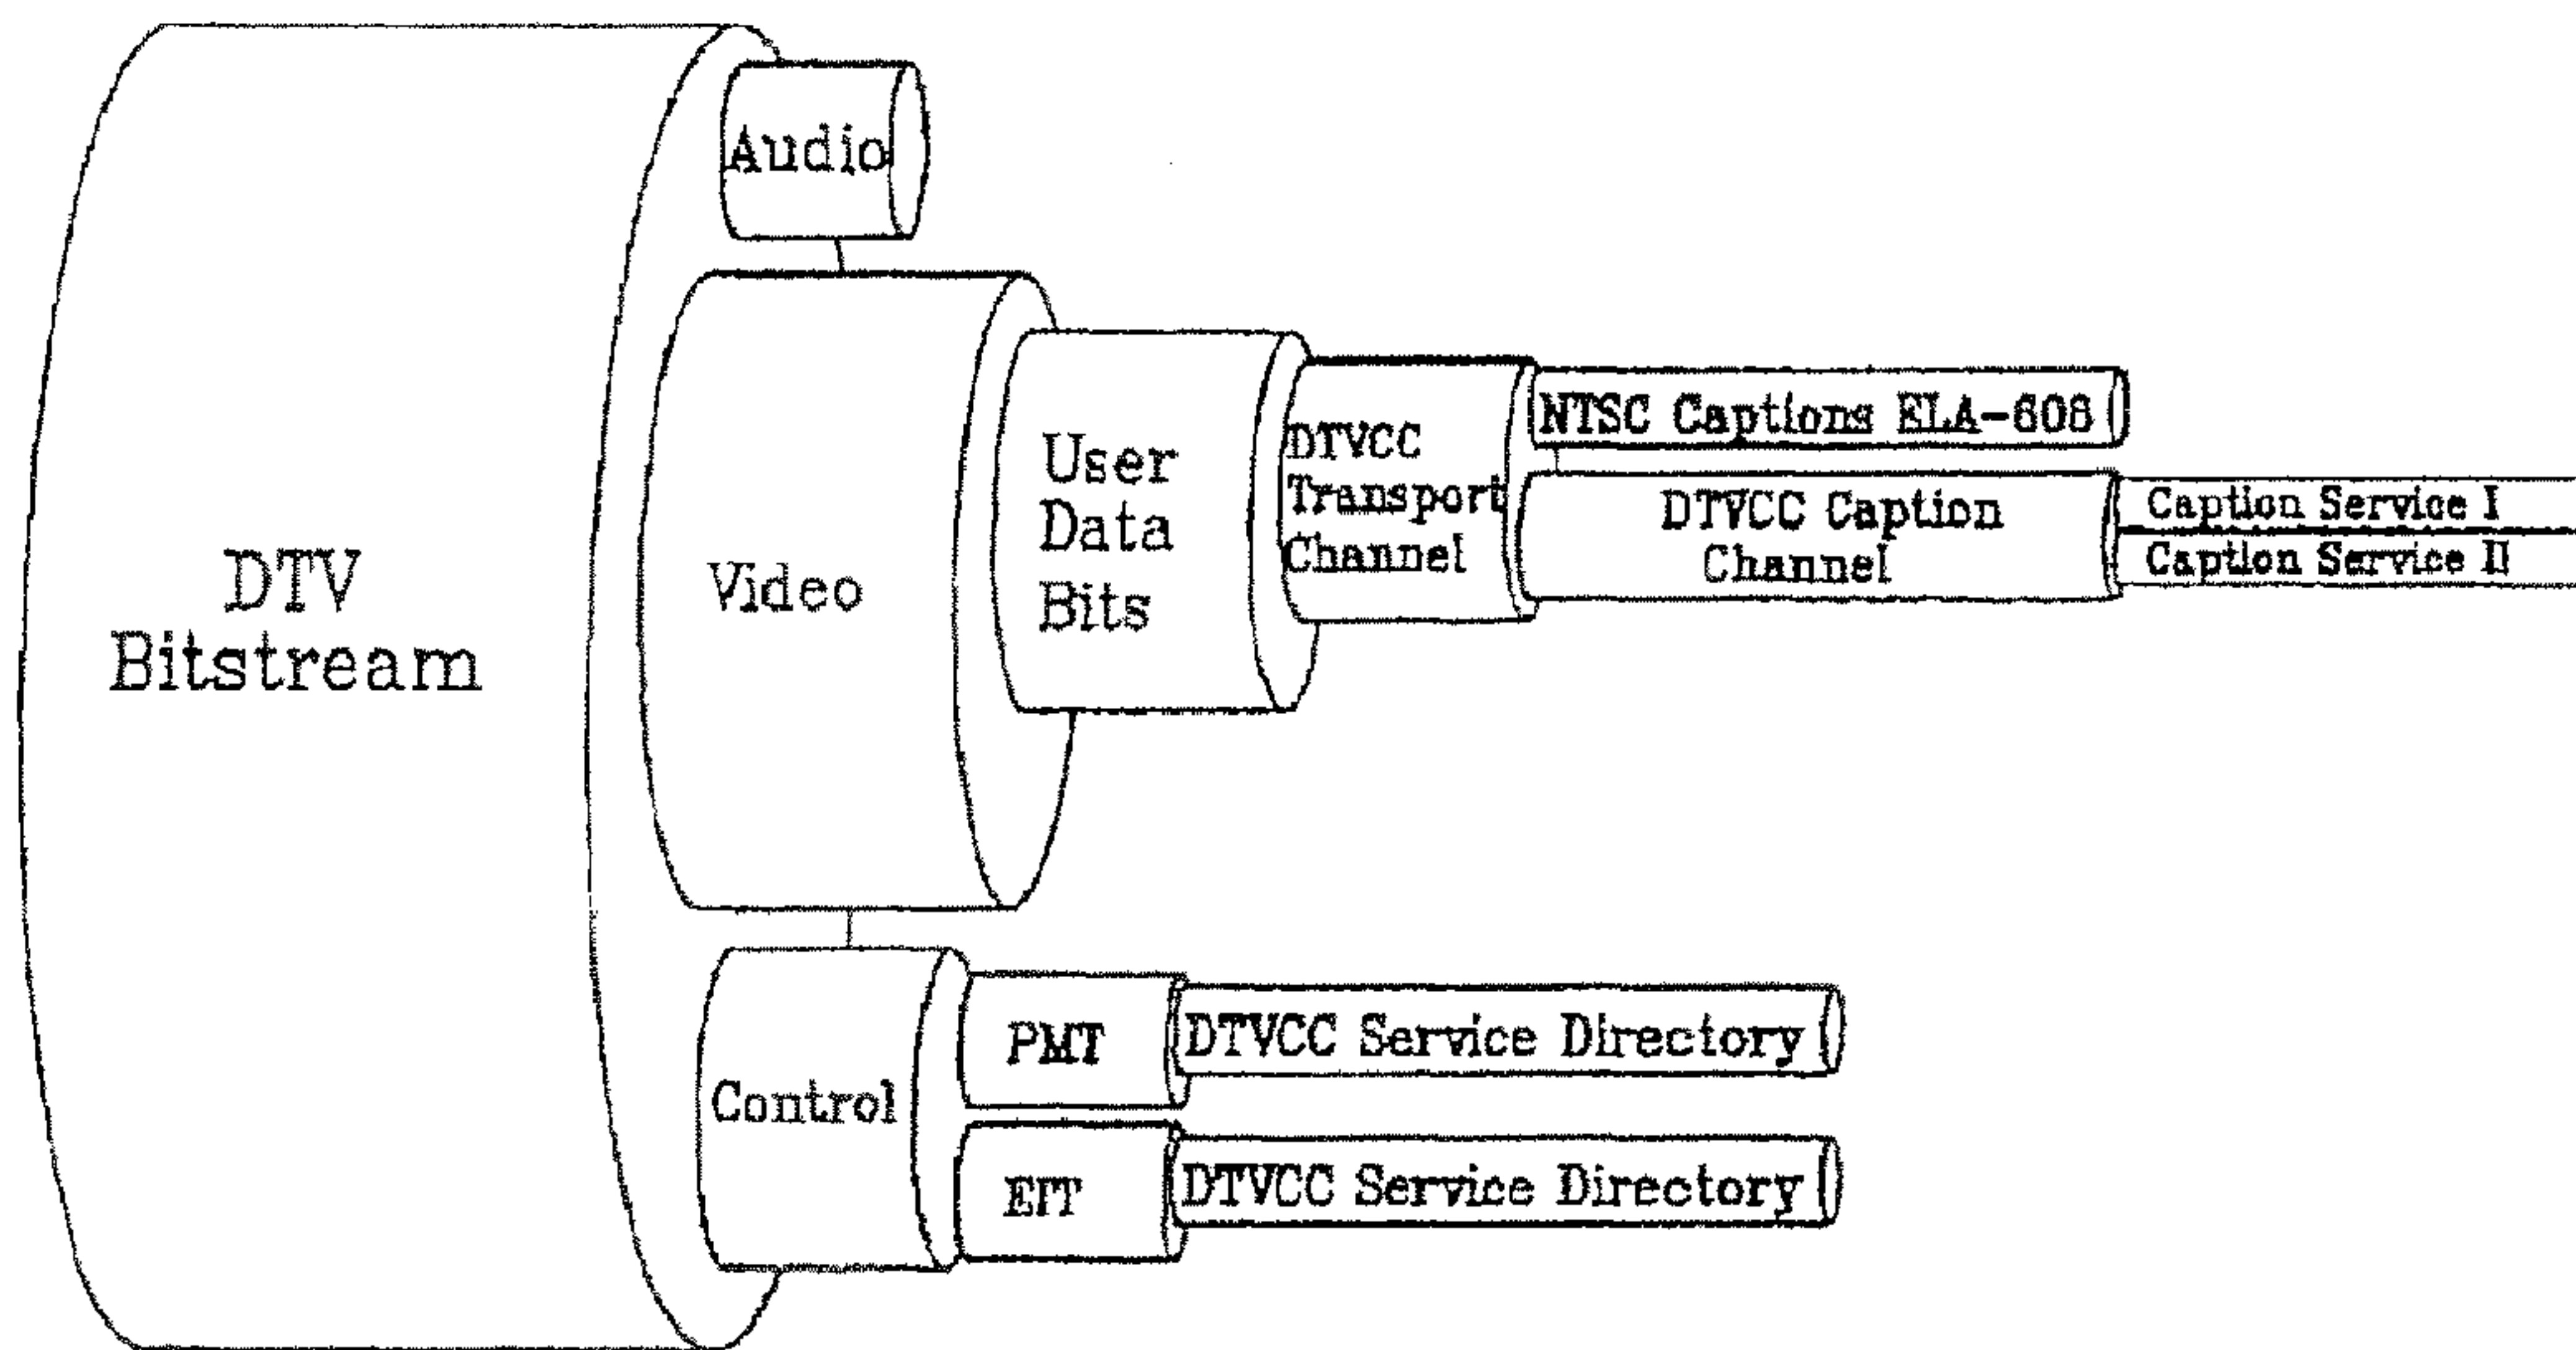 Audio
DTV
Bitstream
Video
User
Data
Bits
DTVCC
Transport
Channel
NTSC Captions ELA-608
DTVCC Caption
Channel
Caption Service I
Caption Service II
Control
PMT
DTVCC Service Directory
EIT
DTVCC Service Directory